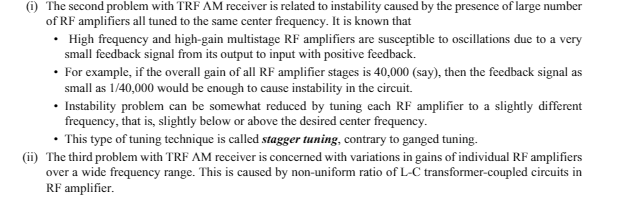 (i) The second problem with TRF AM receiver is related to instability caused by the presence of large number
of RF amplifiers all tuned to the same center frequency. It is known that
• High frequency and high-gain multistage RF amplifiers are susceptible to oscillations due to a very
small feedback signal from its output to input with positive feedback.
• For example, if the overall gain of all RF amplifier stages is 40,000 (say), then the feedback signal as
small as 1/40,000 would be enough to cause instability in the circuit.
• Instability problem can be somewhat reduced by tuning each RF amplifier to a slightly different
frequency, that is, slightly below or above the desired center frequency.
• This type of tuning technique is called stagger tuning, contrary to ganged tuning.
(ii) The third problem with TRF AM receiver is concerned with variations in gains of individual RF amplifiers
over a wide frequency range. This is caused by non-uniform ratio of L-C transformer-coupled circuits in
RF amplifier.